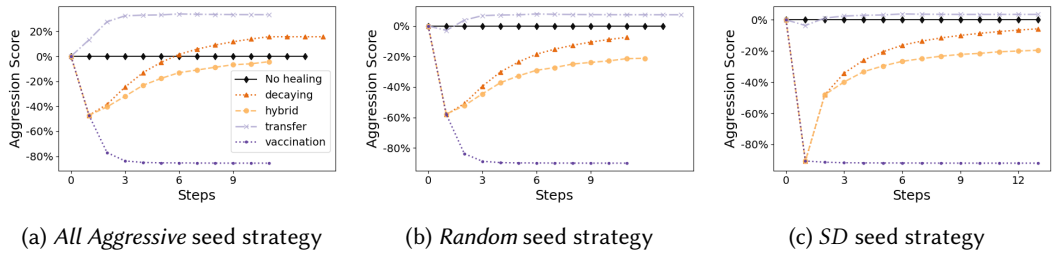 Aggression Score
20%
0%
-20%
-40%
-60%
-80%
No healing
decaying
hybrid
transfer
vaccination
0 3 6 9
Steps
(a) All Aggressive seed strategy
Aggression Score
0%
-20%
-40%
-60%
-80%
0 3 6 9
Steps
(b) Random seed strategy
Aggression Score
0%
-20%
-40%
-60%
-80%
0 3 6 9 12
Steps
(c) SD seed strategy